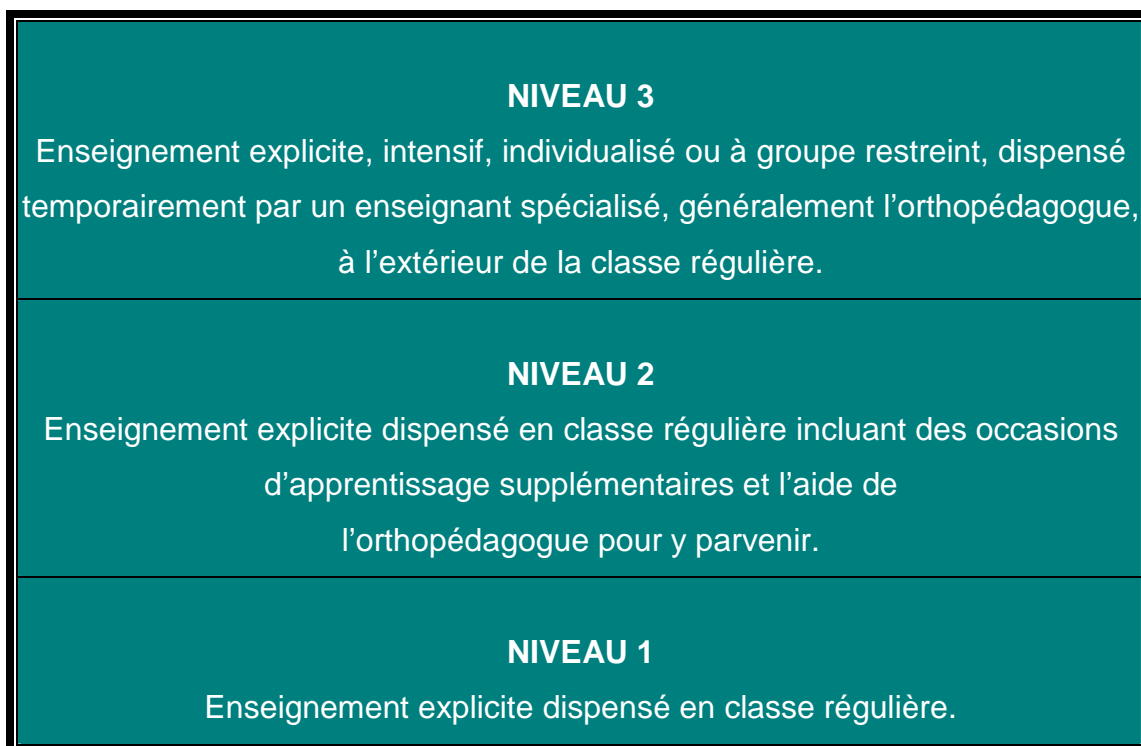 NIVEAU 3
Enseignement explicite, intensif, individualisé ou à groupe restreint, dispensé
temporairement par un enseignant spécialisé, généralement l’orthopédagogue,
à l’extérieur de la classe régulière.
NIVEAU 2
Enseignement explicite dispensé en classe régulière incluant des occasions
d’apprentissage supplémentaires et l’aide de
l’orthopédagogue pour y parvenir.
NIVEAU 1
Enseignement explicite dispensé en classe régulière.